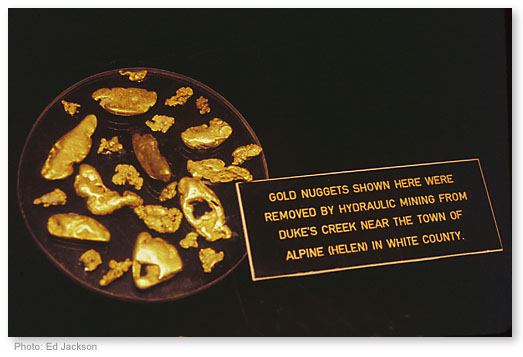 GOLD NUGGETS SHOWN HERE WERE
REMOVED BY HYDRAULIC MINING FROM
DUKE'S CREEK NEAR THE TOWN OF
ALPINE (HELEN) IN WHITE COUNTY.
Photo: Ed Jackson